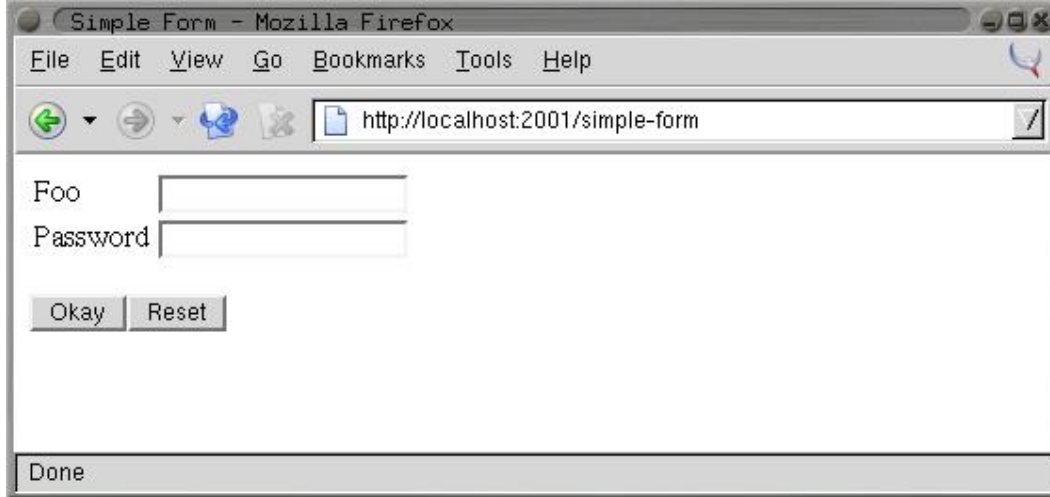 Simple Form - Mozilla Firefox
File Edit View Go Bookmarks Tools Help
http://localhost:2001/simple-form
Foo
Password
Okay Reset
Done